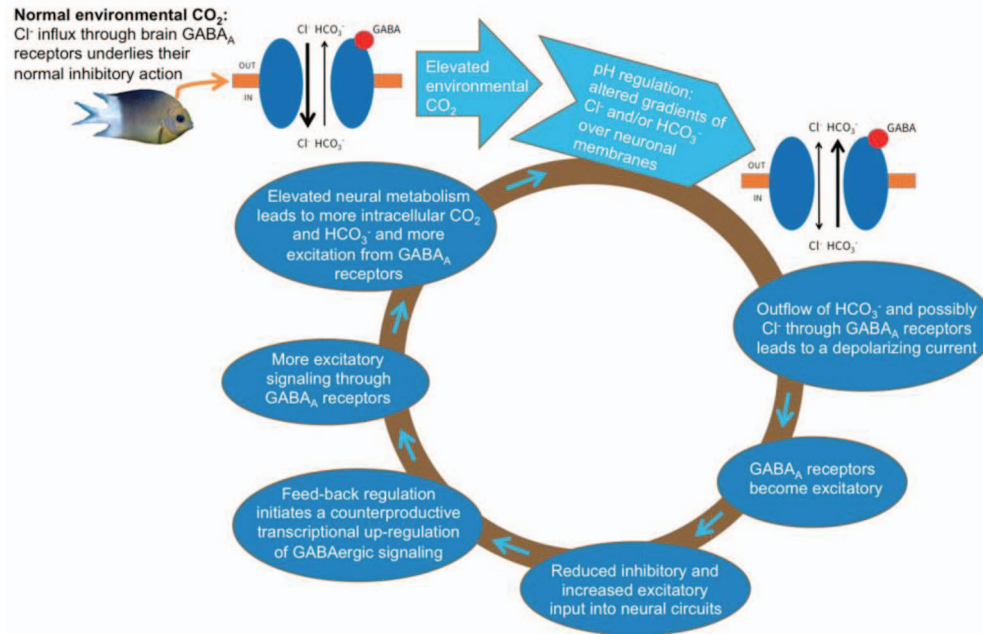 Normal environmental CO₂:
Cl⁻ influx through brain GABA_A
receptors underlies their
normal inhibitory action
Cl⁻ HCO₃⁻
GABA
OUT
IN
Cl⁻ HCO₃⁻
Elevated
environmental
CO₂
pH regulation:
altered gradients of
Cl⁻ and/or HCO₃⁻
over neuronal
membranes
Cl⁻ HCO₃⁻
GABA
OUT
IN
Cl⁻ HCO₃⁻
Outflow of HCO₃⁻ and possibly
Cl⁻ through GABA_A receptors
leads to a depolarizing current
GABA_A receptors
become excitatory
Reduced inhibitory and
increased excitatory
input into neural circuits
Feed-back regulation
initiates a counterproductive
transcriptional up-regulation
of GABAergic signaling
More excitatory
signaling through
GABA_A receptors
Elevated neural metabolism
leads to more intracellular CO₂
and HCO₃⁻ and more
excitation from GABA_A
receptors